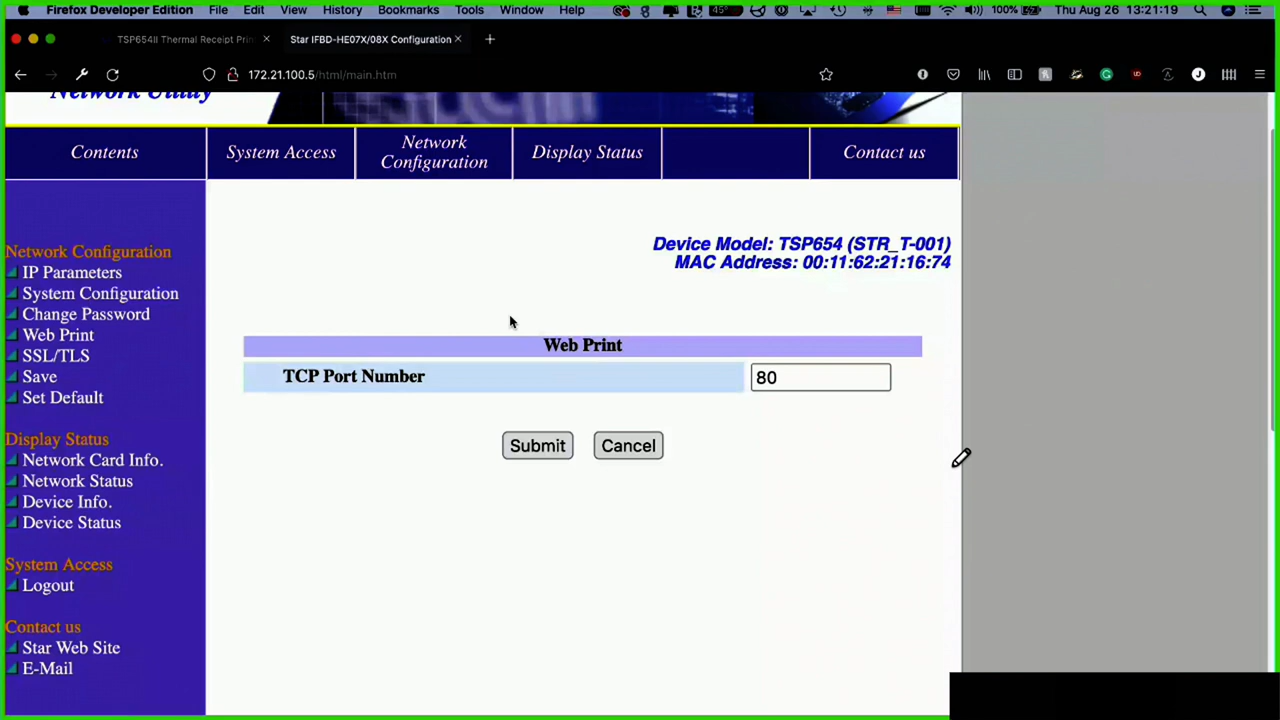 Firefox Developer Edition File Edit View History Bookmarks Tools Window Help 45° 100% Thu Aug 26 13:21:19
TSP654II Thermal Receipt Prin
Star IFBD-HE07X/08X Configuration
172.21.100.5/html/main.htm
Network Utility
Contents
System Access
Network
Configuration
Display Status
Contact us
Network Configuration
IP Parameters
System Configuration
Change Password
Web Print
SSL/TLS
Save
Set Default
Display Status
Network Card Info.
Network Status
Device Info.
Device Status
System Access
Logout
Contact us
Star Web Site
E-Mail
Device Model: TSP654 (STR_T-001)
MAC Address: 00:11:62:21:16:74
Web Print
TCP Port Number 80
Submit Cancel